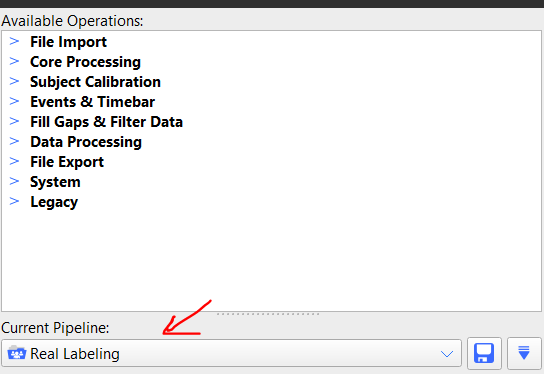 Available Operations:
> File Import
> Core Processing
> Subject Calibration
> Events & Timebar
> Fill Gaps & Filter Data
> Data Processing
> File Export
> System
> Legacy
Current Pipeline:
Real Labeling